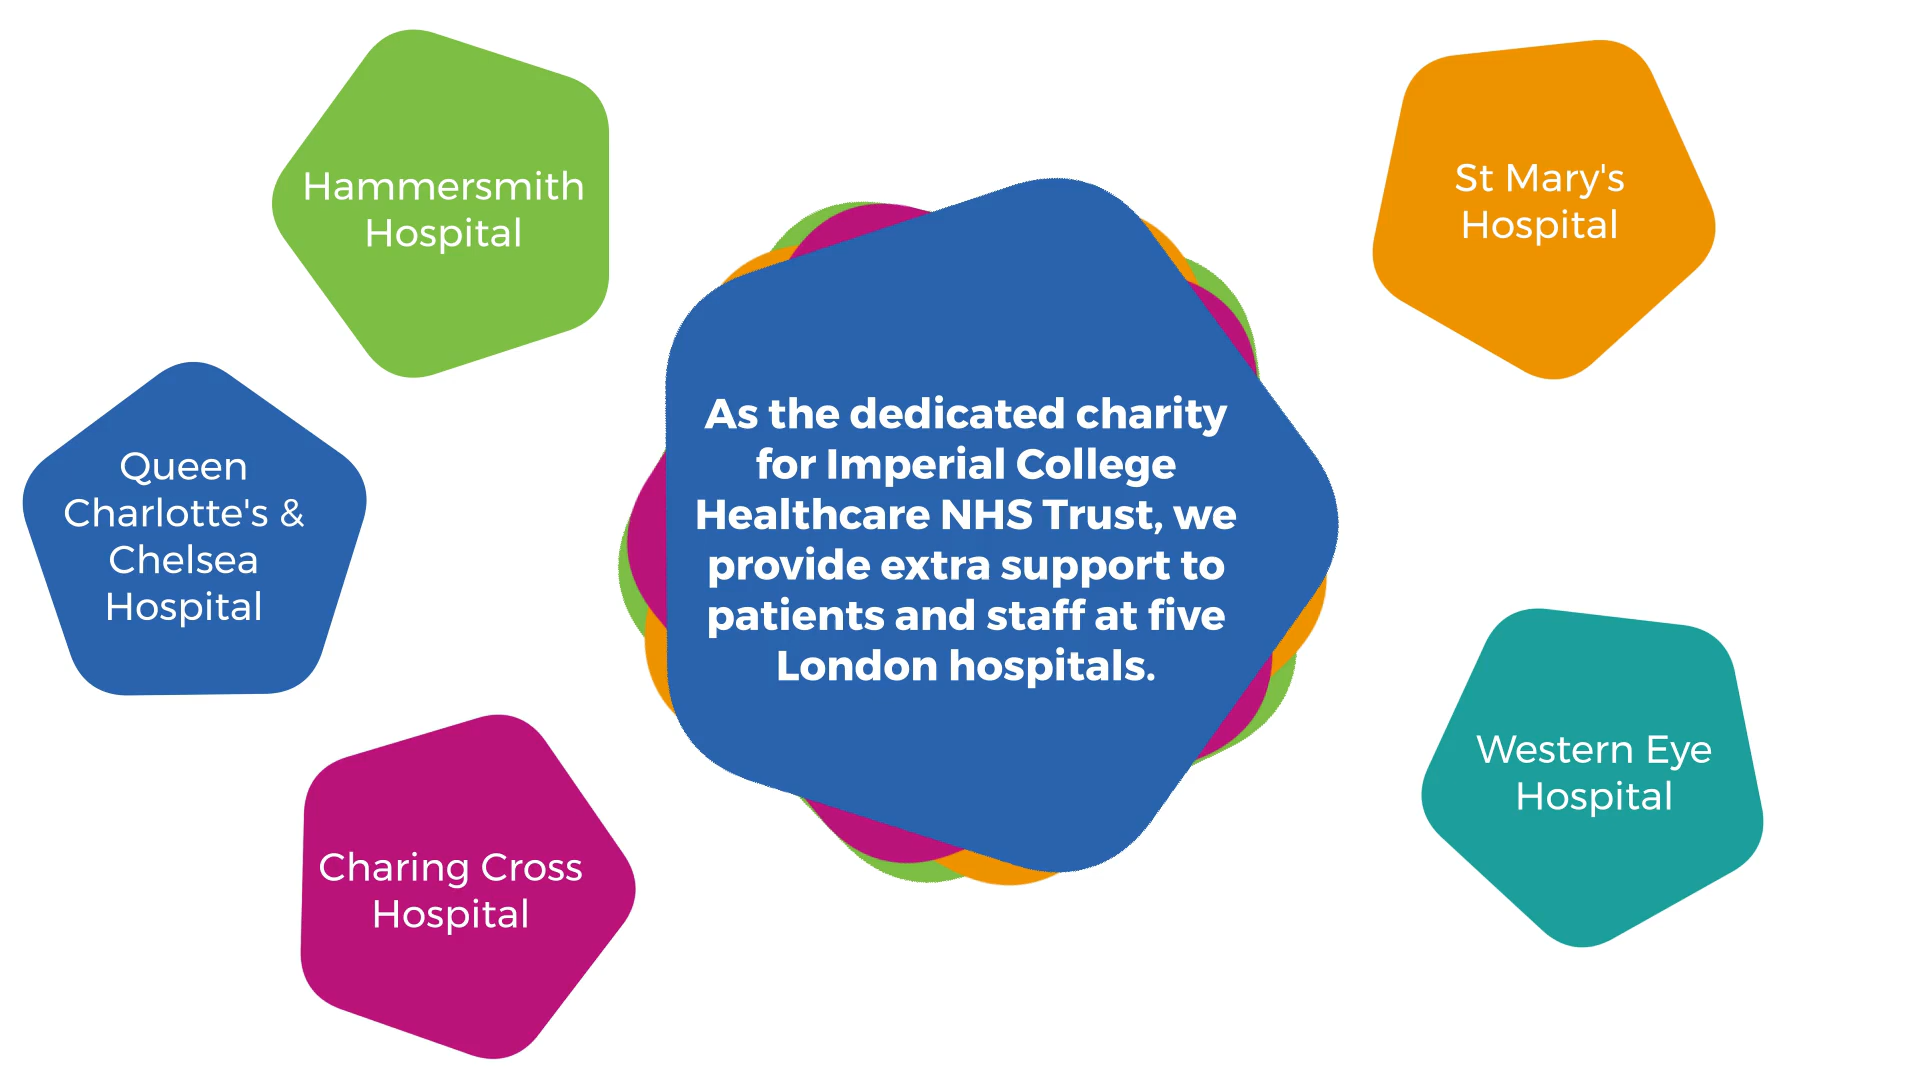 Hammersmith
Hospital
St Mary's
Hospital
Queen
Charlotte's &
Chelsea
Hospital
As the dedicated charity
for Imperial College
Healthcare NHS Trust, we
provide extra support to
patients and staff at five
London hospitals.
Western Eye
Hospital
Charing Cross
Hospital